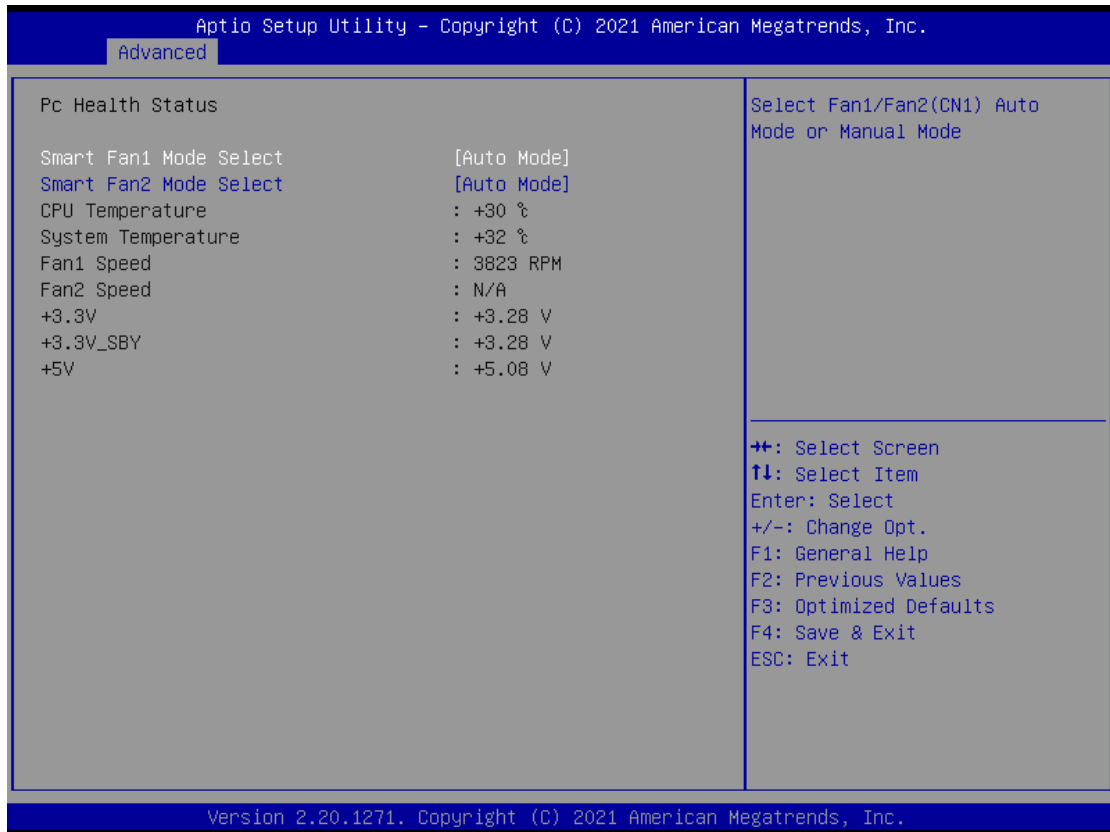 Aptio Setup Utility – Copyright (C) 2021 American Megatrends, Inc.
Advanced
Pc Health Status
Smart Fan1 Mode Select [Auto Mode]
Smart Fan2 Mode Select [Auto Mode]
CPU Temperature : +30 ℃
System Temperature : +32 ℃
Fan1 Speed : 3823 RPM
Fan2 Speed : N/A
+3.3V : +3.28 V
+3.3V_SBY : +3.28 V
+5V : +5.08 V
Select Fan1/Fan2(CN1) Auto
Mode or Manual Mode
→←: Select Screen
↑↓: Select Item
Enter: Select
+/-: Change Opt.
F1: General Help
F2: Previous Values
F3: Optimized Defaults
F4: Save & Exit
ESC: Exit
Version 2.20.1271. Copyright (C) 2021 American Megatrends, Inc.